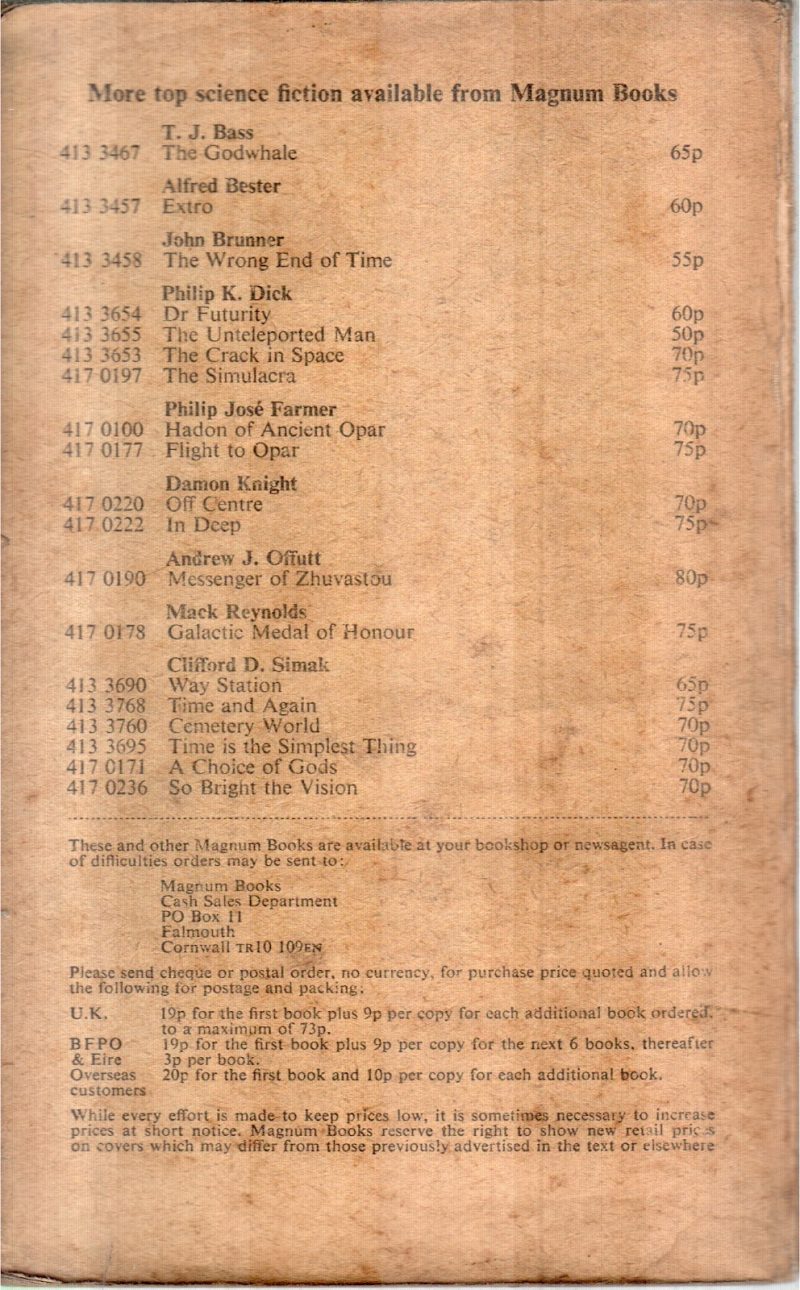 More top science fiction available from Magnum Books
T. J. Bass
413 3467 The Godwhale 65p
Alfred Bester
413 3457 Extro 60p
John Brunner
413 3458 The Wrong End of Time 55p
Philip K. Dick
413 3654 Dr Futurity 60p
413 3655 The Unteleported Man 50p
413 3653 The Crack in Space 70p
417 0197 The Simulacra 75p
Philip José Farmer
417 0100 Hadon of Ancient Opar 70p
417 0177 Flight to Opar 75p
Damon Knight
417 0220 Off Centre 70p
417 0222 In Deep 75p
Andrew J. Offutt
417 0190 Messenger of Zhuvastou 80p
Mack Reynolds
417 0178 Galactic Medal of Honour 75p
Clifford D. Simak
413 3690 Way Station 65p
413 3768 Time and Again 75p
413 3760 Cemetery World 70p
413 3695 Time is the Simplest Thing 70p
417 0171 A Choice of Gods 70p
417 0236 So Bright the Vision 70p
These and other Magnum Books are available at your bookshop or newsagent. In case
of difficulties orders may be sent to:
Magnum Books
Cash Sales Department
PO Box 11
Falmouth
Cornwall TR10 109EN
Please send cheque or postal order, no currency, for purchase price quoted and allow
the following for postage and packing:
U.K. 19p for the first book plus 9p per copy for each additional book ordered,
to a maximum of 73p.
BFPO 19p for the first book plus 9p per copy for the next 6 books, thereafter
& Eire 3p per book.
Overseas 20p for the first book and 10p per copy for each additional book.
customers
While every effort is made to keep prices low, it is sometimes necessary to increase
prices at short notice. Magnum Books reserve the right to show new retail prices
on covers which may differ from those previously advertised in the text or elsewhere